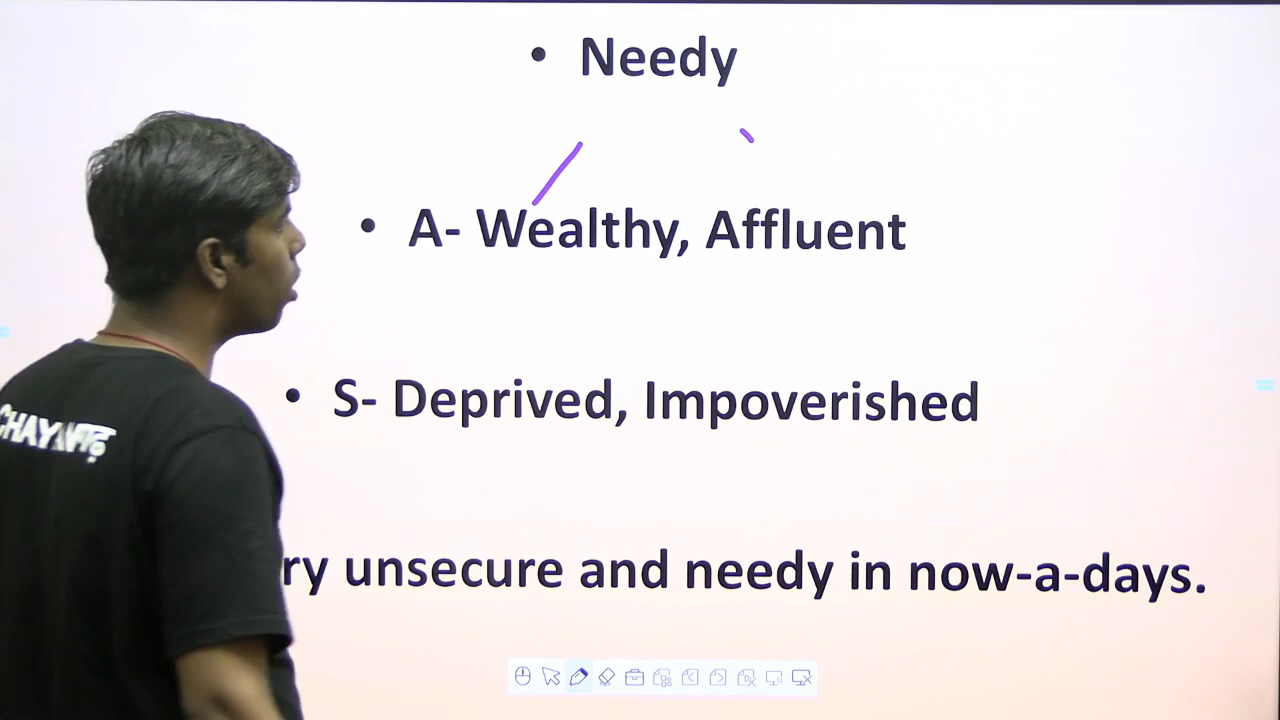 • Needy
• A- Wealthy, Affluent
• S- Deprived, Impoverished
ry unsecure and needy in now-a-days.